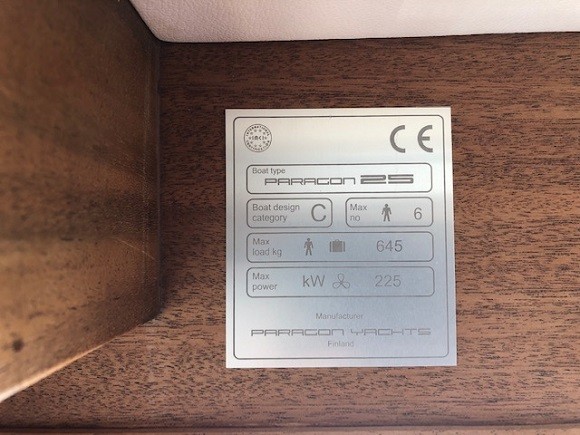 CE
Boat type
PARAGON 25
Boat design category C
Max no 6
Max load kg 645
Max power kW 225
Manufacturer
PARAGON YACHTS
Finland